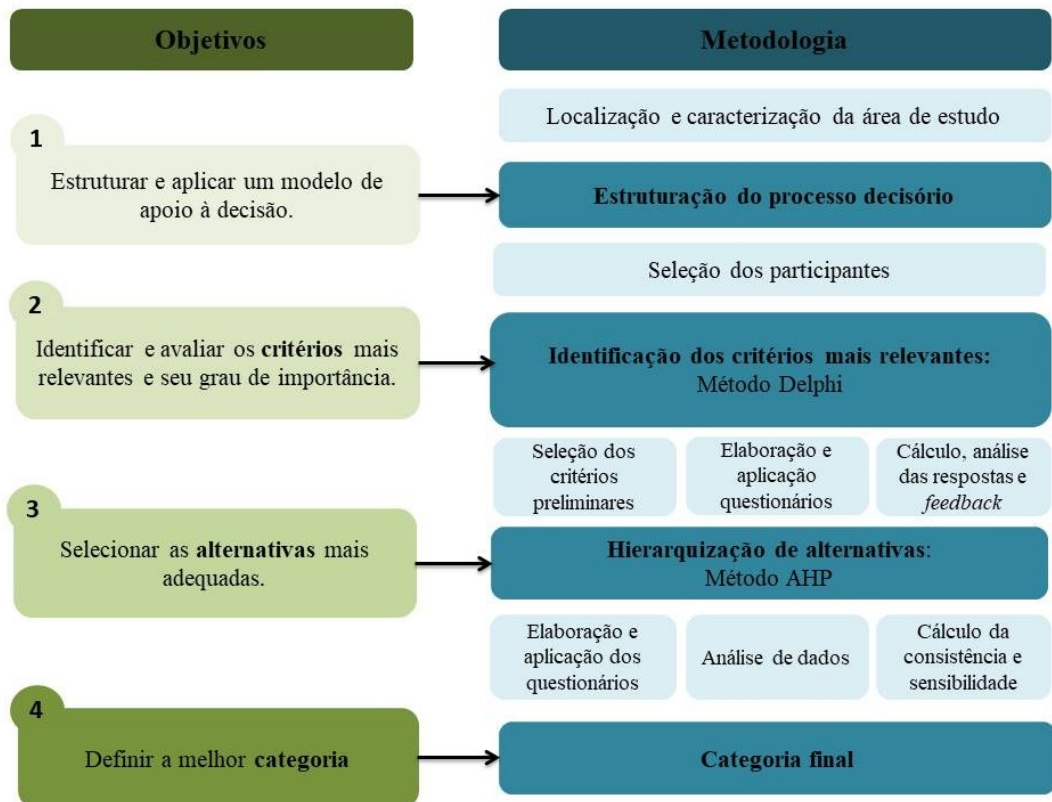 Objetivos
Metodologia
Localização e caracterização da área de estudo
1
Estruturar e aplicar um modelo de
apoio à decisão.
Estruturação do processo decisório
Seleção dos participantes
2
Identificar e avaliar os critérios mais
relevantes e seu grau de importância.
Identificação dos critérios mais relevantes:
Método Delphi
Seleção dos
critérios
preliminares
Elaboração e
aplicação
questionários
Cálculo, análise
das respostas e
feedback
3
Selecionar as alternativas mais
adequadas.
Hierarquização de alternativas:
Método AHP
Elaboração e
aplicação dos
questionários
Análise de dados
Cálculo da
consistência e
sensibilidade
4
Definir a melhor categoria
Categoria final